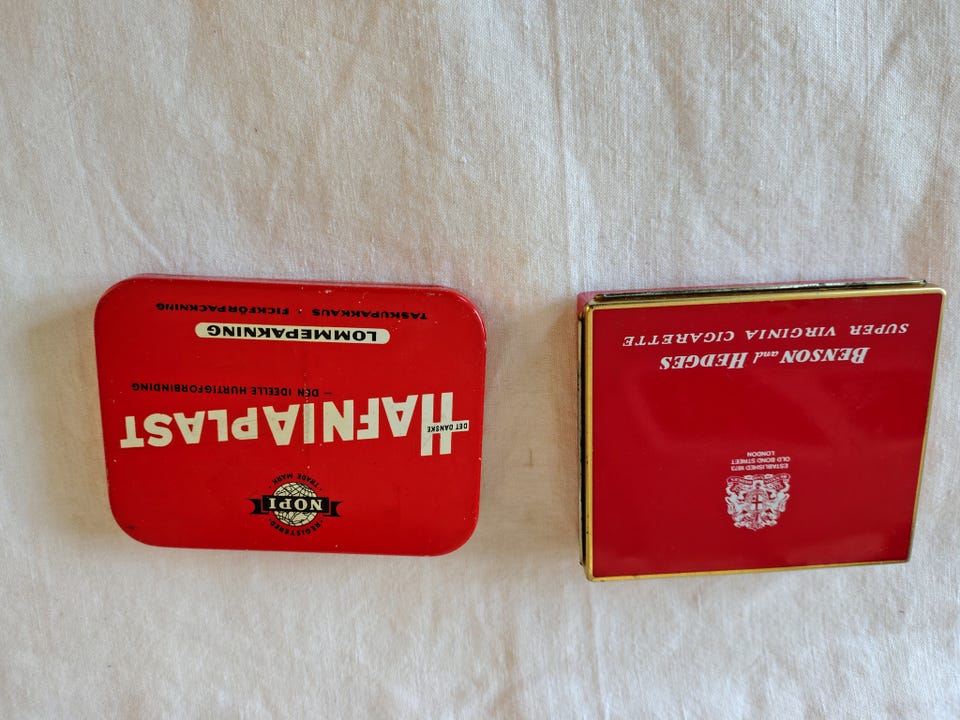 REGISTERED
NOPI
TRADE MARK
DET DANSKE
HAFNIAPLAST
— DEN IDEELLE HURTIGFORBINDING
LOMMEPAKNING
TASKUPAKKAUS · FICKFÖRPACKNING
ESTABLISHED 1873
OLD BOND STREET
LONDON
BENSON and HEDGES
SUPER VIRGINIA CIGARETTE